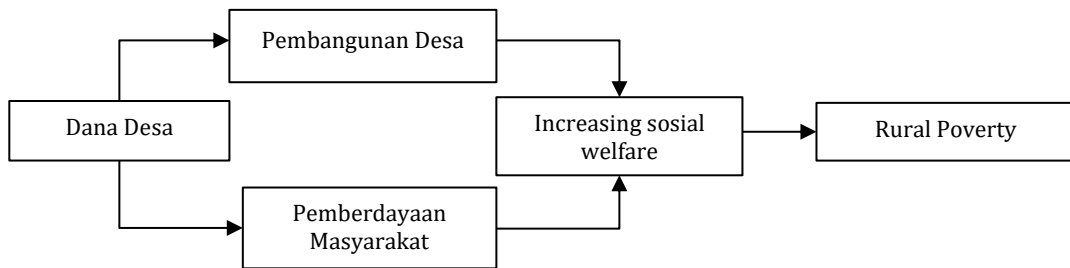 Pembangunan Desa
Dana Desa
Increasing sosial
welfare
Rural Poverty
Pemberdayaan
Masyarakat